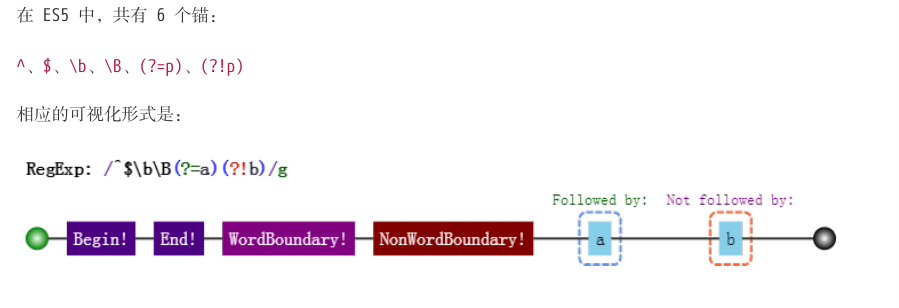 在 ES5 中，共有 6 个锚：
^、$、\b、\B、(?=p)、(?!p)
相应的可视化形式是：
RegExp: /^$\b\B(?=a)(?!b)/g
Followed by: Not followed by:
Begin! End! WordBoundary! NonWordBoundary! a b